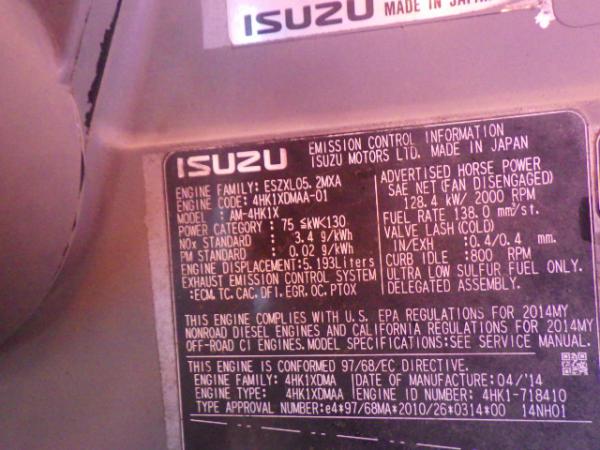 ISUZU MADE IN JAPAN
ISUZU
EMISSION CONTROL INFORMATION
ISUZU MOTORS LTD. MADE IN JAPAN
ENGINE FAMILY: ESZXL05.2MXA
ENGINE CODE: 4HK1XDMAA-01
MODEL : AM-4HK1X
POWER CATEGORY : 75 ≦kW<130
NOx STANDARD : 3.4 g/kWh
PM STANDARD : 0.02 g/kWh
ENGINE DISPLACEMENT: 5.193Liters
EXHAUST EMISSION CONTROL SYSTEM
:ECM, TC, CAC, DFI, EGR, OC, PTOX
ADVERTISED HORSE POWER
SAE NET (FAN DISENGAGED)
128.4 kW/ 2000 RPM
FUEL RATE 138.0 mm³/st.
VALVE LASH (COLD)
IN/EXH :0.4/0.4 mm.
CURB IDLE :800 RPM
ULTRA LOW SULFUR FUEL ONLY.
DELEGATED ASSEMBLY.
THIS ENGINE COMPLIES WITH U.S. EPA REGULATIONS FOR 2014MY
NONROAD DIESEL ENGINES AND CALIFORNIA REGULATIONS FOR 2014MY
OFF-ROAD CI ENGINES. MODEL SPECIFICATIONS:SEE SERVICE MANUAL.
THIS ENGINE IS CONFORMED 97/68/EC DIRECTIVE.
ENGINE FAMILY: 4HK1XDMA DATE OF MANUFACTURE: 04/'14
ENGINE TYPE: 4HK1XDMAA ENGINE ID NUMBER: 4HK1-718410
TYPE APPROVAL NUMBER:e4*97/68MA*2010/26*0314*00 14NH01